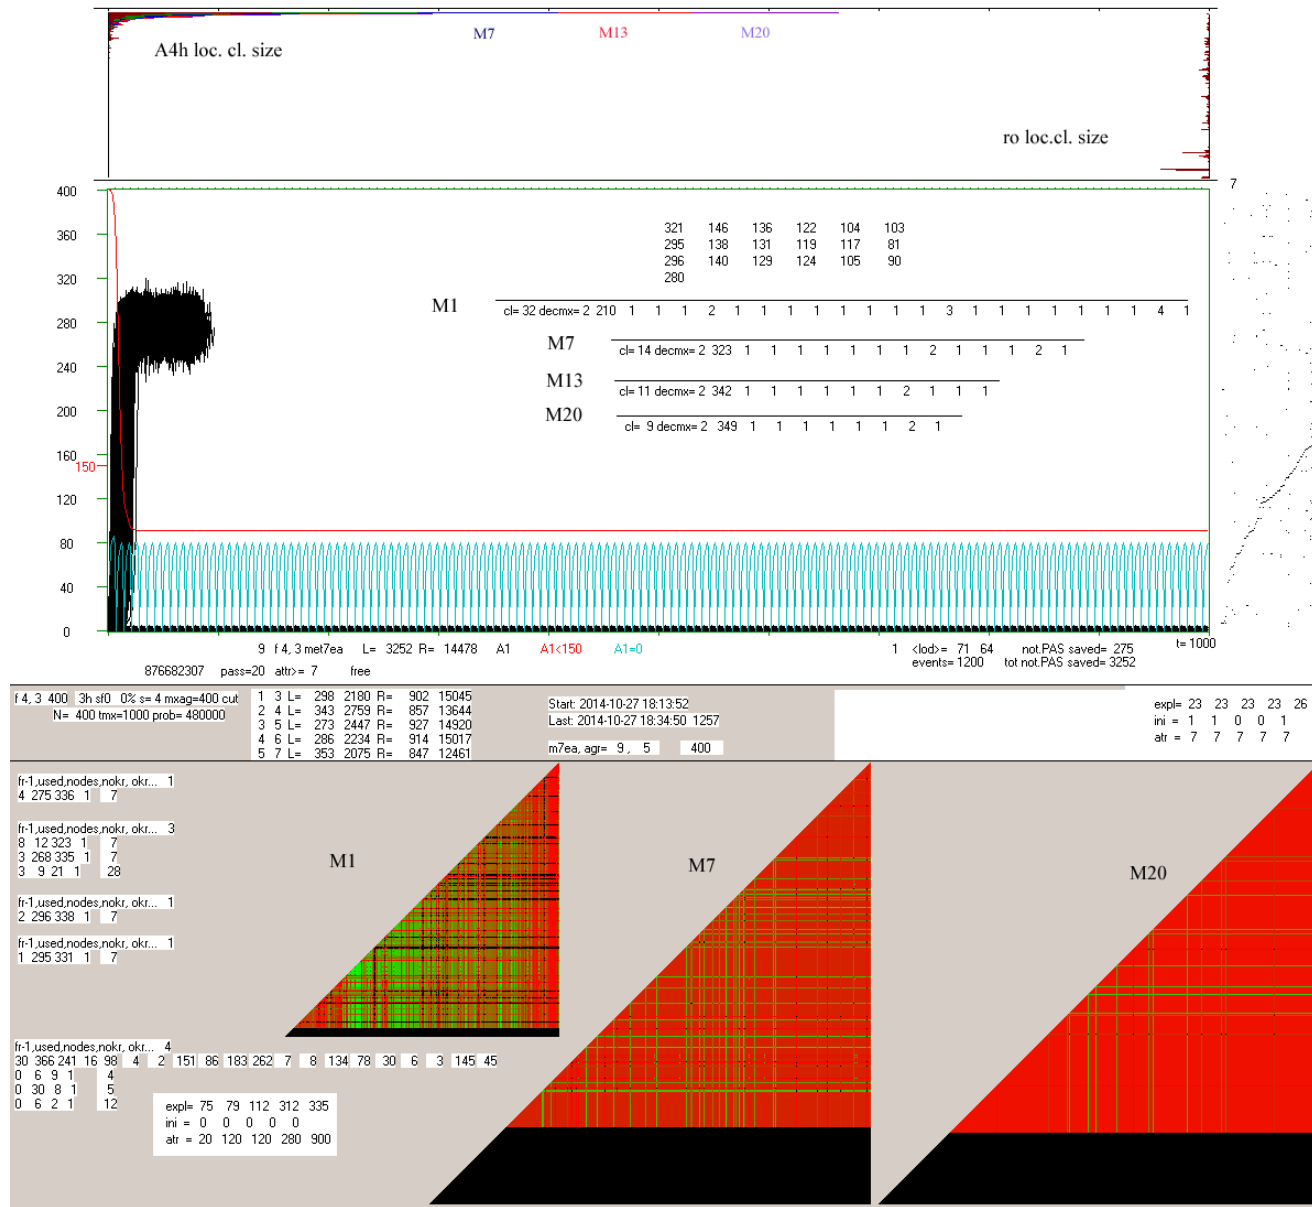 M7 M13 M20
A4h loc. cl. size
ro loc.cl. size
7
400
360
320
280
240
200
160
150
120
80
40
0
321 146 136 122 104 103
295 138 131 119 117 81
296 140 129 124 105 90
280
M1 cl= 32 decmx= 2 210 1 1 1 2 1 1 1 1 1 1 1 1 3 1 1 1 1 1 1 1 4 1
M7 cl= 14 decmx= 2 323 1 1 1 1 1 1 1 2 1 1 1 2 1
M13 cl= 11 decmx= 2 342 1 1 1 1 1 1 2 1 1 1
M20 cl= 9 decmx= 2 349 1 1 1 1 1 1 2 1
9 f 4, 3 met7ea L= 3252 R= 14478 A1 A1<150 A1=0 1 <lod>= 71 64 not.PAS saved= 275 t= 1000
876682307 pass=20 attr>= 7 free events= 1200 tot not.PAS saved= 3252
f 4, 3 400 3h sf0 0% s= 4 mxag=400 cut
N= 400 tmx=1000 prob= 480000
1 3 L= 298 2180 R= 902 15045
2 4 L= 343 2759 R= 857 13644
3 5 L= 273 2447 R= 927 14920
4 6 L= 286 2234 R= 914 15017
5 7 L= 353 2075 R= 847 12461
Start: 2014-10-27 18:13:52
Last: 2014-10-27 18:34:50 1257
m7ea, agr= 9, 5 400
expl= 23 23 23 23 26
ini = 1 1 0 0 1
atr = 7 7 7 7 7
fr-1,used,nodes,nokr, okr... 1
4 275 336 1 7
fr-1,used,nodes,nokr, okr... 3
8 12 323 1 7
3 268 335 1 7
3 9 21 1 28
fr-1,used,nodes,nokr, okr... 1
2 296 338 1 7
fr-1,used,nodes,nokr, okr... 1
1 295 331 1 7
M1
M7
M20
fr-1,used,nodes,nokr, okr... 4
30 366 241 16 98 4 2 151 86 183 262 7 8 134 78 30 6 3 145 45
0 6 9 1 4
0 30 8 1 5
0 6 2 1 12
expl= 75 79 112 312 335
ini = 0 0 0 0 0
atr = 20 120 120 280 900